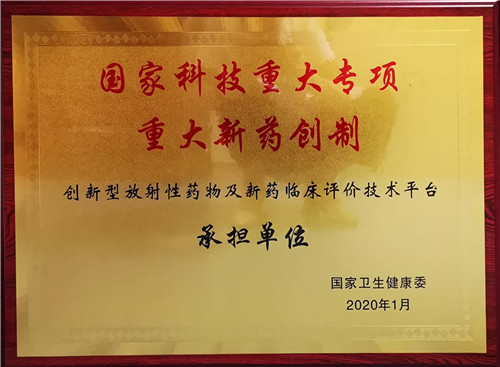 国家科技重大专项
重大新药创制
创新型放射性药物及新药临床评价技术平台
承担单位
国家卫生健康委
2020年1月